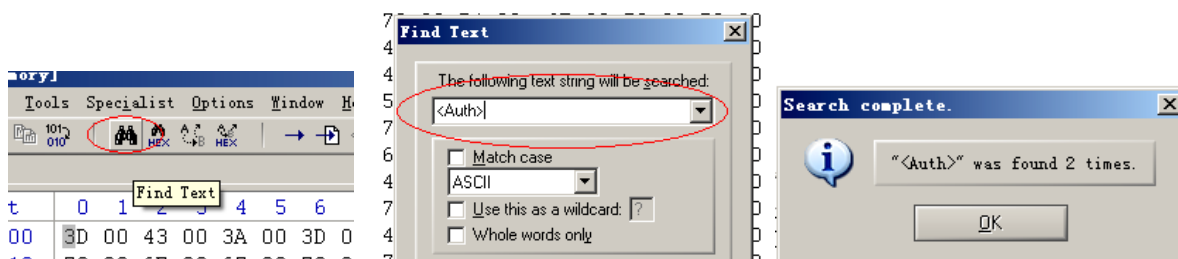 mory]
Tools Specialist Options Window
101
010
HEX
B
HEX
Find Text
t 0 1 2 3 4 5 6
00 3D 00 43 00 3A 00 3D 0
Find Text
The following text string will be searched:
<Auth>
Match case
ASCII
Use this as a wildcard: ?
Whole words only
Search complete.
"<Auth>" was found 2 times.
OK